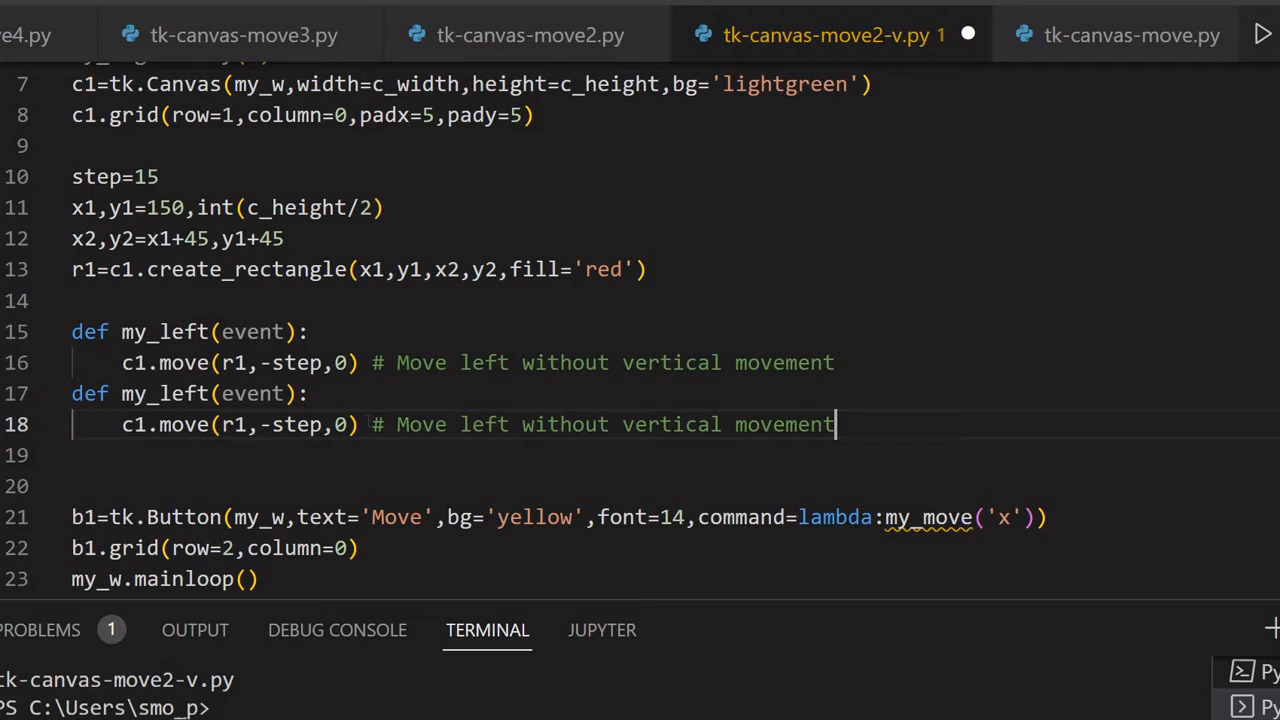 e4.py tk-canvas-move3.py tk-canvas-move2.py tk-canvas-move2-v.py 1 tk-canvas-move.py
7 c1=tk.Canvas(my_w,width=c_width,height=c_height,bg='lightgreen')
8 c1.grid(row=1,column=0,padx=5,pady=5)
9
10 step=15
11 x1,y1=150,int(c_height/2)
12 x2,y2=x1+45,y1+45
13 r1=c1.create_rectangle(x1,y1,x2,y2,fill='red')
14
15 def my_left(event):
16     c1.move(r1,-step,0) # Move left without vertical movement
17 def my_left(event):
18     c1.move(r1,-step,0) # Move left without vertical movement
19
20
21 b1=tk.Button(my_w,text='Move',bg='yellow',font=14,command=lambda:my_move('x'))
22 b1.grid(row=2,column=0)
23 my_w.mainloop()
PROBLEMS 1 OUTPUT DEBUG CONSOLE TERMINAL JUPYTER
tk-canvas-move2-v.py
PS C:\Users\smo_p>
Py
Py